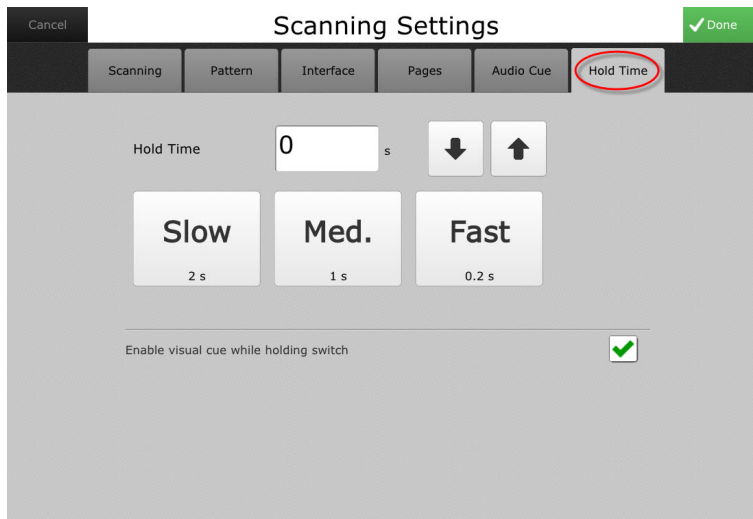 Cancel Scanning Settings Done
Scanning Pattern Interface Pages Audio Cue Hold Time
Hold Time 0 s
Slow Med. Fast
2 s 1 s 0.2 s
Enable visual cue while holding switch